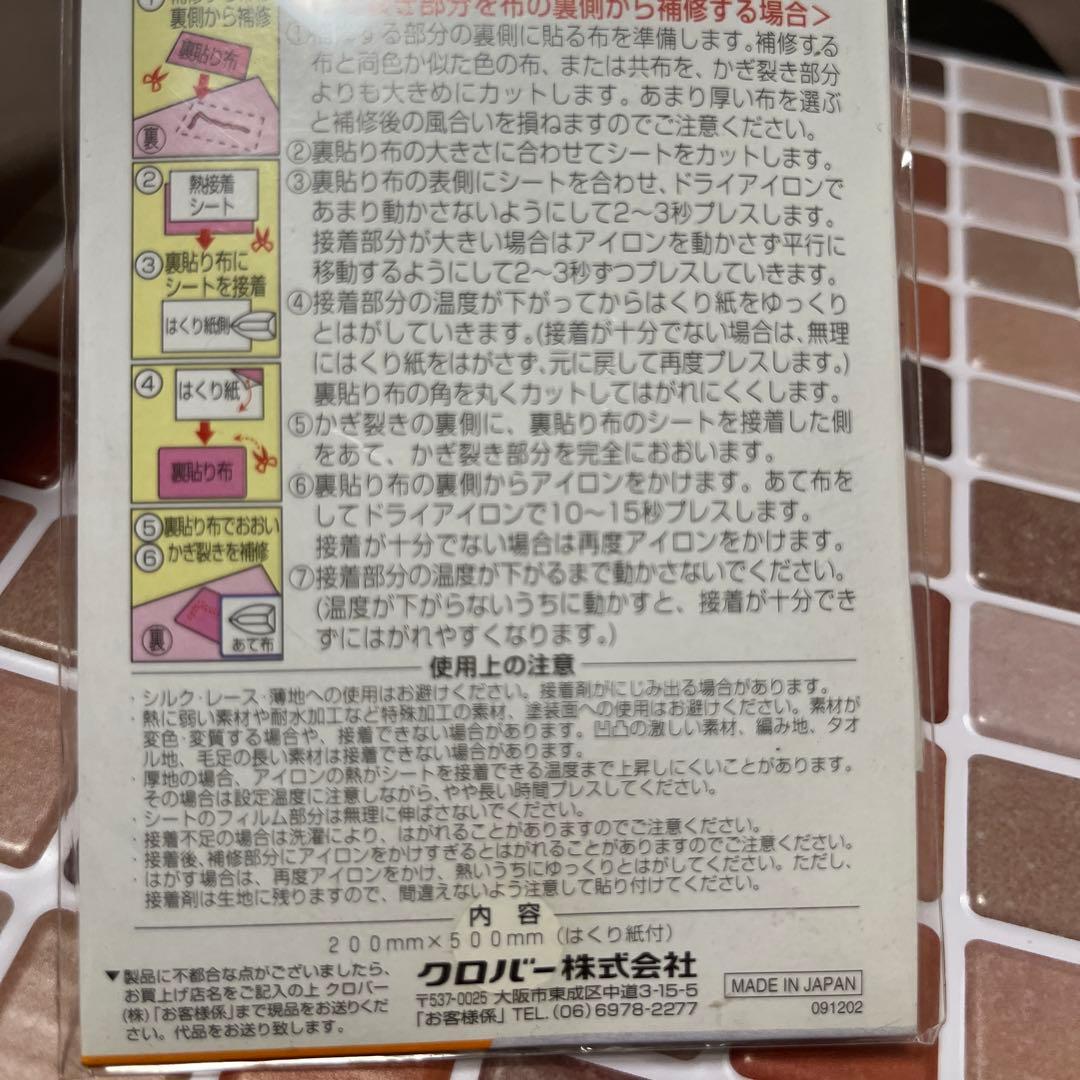 裏側から補修
裏貼り布
裏
②
熱接着
シート
③裏貼り布に
シートを接着
はくり紙側
④
はくり紙
裏貼り布
⑤裏貼り布でおおい
⑥かぎ裂きを補修
裏
あて布
き部分を布の裏側から補修する場合＞
する部分の裏側に貼る布を準備します。補修する
布と同色か似た色の布、または共布を、かぎ裂き部分
よりも大きめにカットします。あまり厚い布を選ぶ
と補修後の風合いを損ねますのでご注意ください。
②裏貼り布の大きさに合わせてシートをカットします。
③裏貼り布の表側にシートを合わせ、ドライアイロンで
あまり動かさないようにして2〜3秒プレスします。
接着部分が大きい場合はアイロンを動かさず平行に
移動するようにして2〜3秒ずつプレスしていきます。
④接着部分の温度が下がってからはくり紙をゆっくり
とはがしていきます。(接着が十分でない場合は、無理
にはくり紙をはがさず、元に戻して再度プレスします。)
裏貼り布の角を丸くカットしてはがれにくくします。
⑤かぎ裂きの裏側に、裏貼り布のシートを接着した側
をあて、かぎ裂き部分を完全におおいます。
⑥裏貼り布の裏側からアイロンをかけます。あて布を
してドライアイロンで10〜15秒プレスします。
接着が十分でない場合は再度アイロンをかけます。
⑦接着部分の温度が下がるまで動かさないでください。
(温度が下がらないうちに動かすと、接着が十分でき
ずにはがれやすくなります。)
使用上の注意
・シルク・レース・薄地への使用はお避けください。接着剤がにじみ出る場合があります。
・熱に弱い素材や耐水加工など特殊加工の素材、塗装面への使用はお避けください。素材が
変色・変質する場合や、接着できない場合があります。凹凸の激しい素材、編み地、タオ
ル地、毛足の長い素材は接着できない場合があります。
・厚地の場合、アイロンの熱がシートを接着できる温度まで上昇しにくいことがあります。
その場合は設定温度に注意しながら、やや長い時間プレスしてください。
・シートのフィルム部分は無理に伸ばさないでください。
・接着不足の場合は洗濯により、はがれることがありますのでご注意ください。
・接着後、補修部分にアイロンをかけすぎるとはがれることがありますのでご注意ください。
・はがす場合は、再度アイロンをかけ、熱いうちにゆっくりとはがしてください。ただし、
接着剤は生地に残りますので、間違えないよう注意して貼り付けてください。
内容
200mm×500mm（はくり紙付）
▼製品に不都合な点がございましたら、
お買上げ店名をご記入の上 クロバー
(株)「お客様係」まで現品をお送りくだ
さい。代品をお送り致します。
クロバー株式会社
〒537-0025 大阪市東成区中道3-15-5
「お客様係」TEL.(06)6978-2277
MADE IN JAPAN
091202